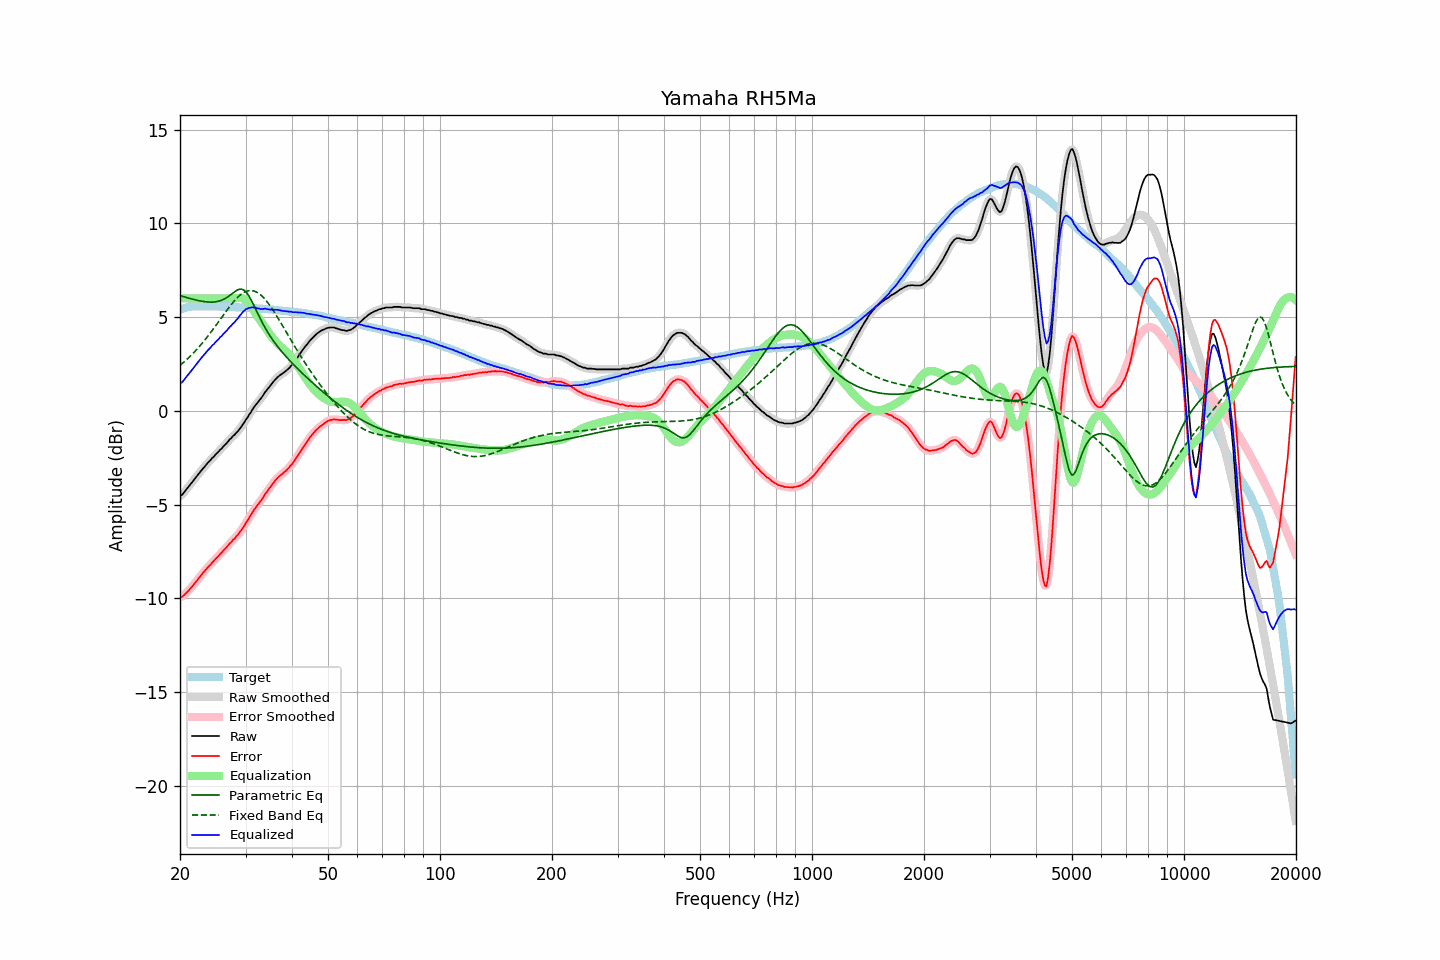 Yamaha RH5Ma
15
10
5
0
−5
−10
−15
−20
Amplitude (dBr)
Target
Raw Smoothed
Error Smoothed
Raw
Error
Equalization
Parametric Eq
Fixed Band Eq
Equalized
20
50
100
200
500
1000
2000
5000
10000
20000
Frequency (Hz)